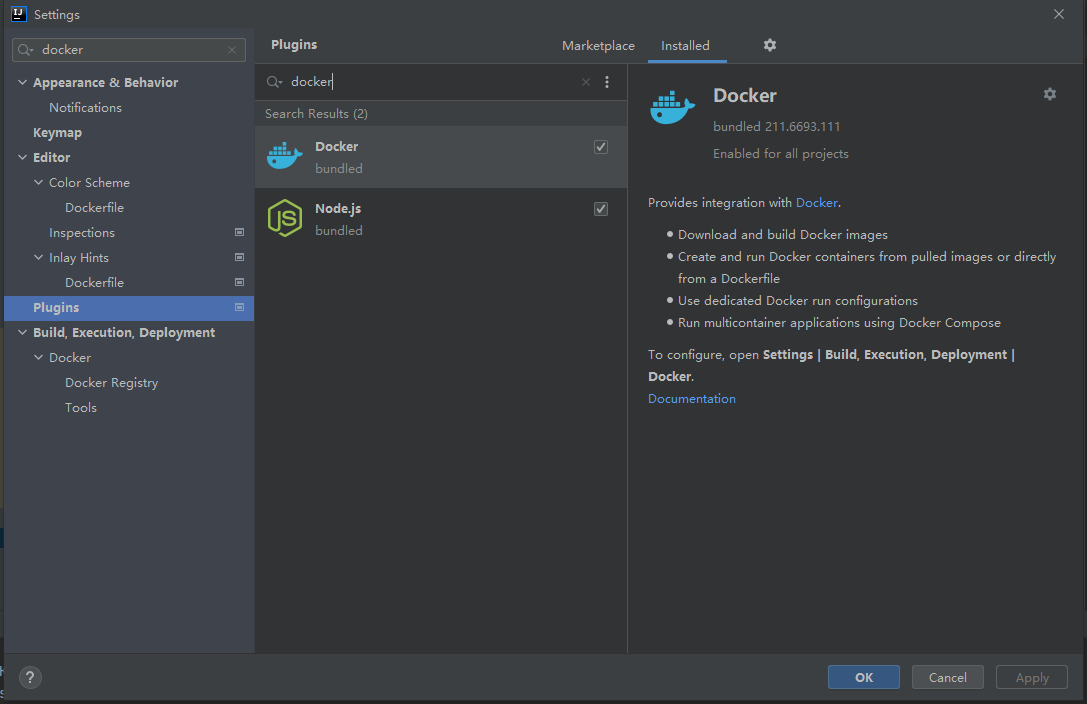 Settings
docker
Appearance & Behavior
Notifications
Keymap
Editor
Color Scheme
Dockerfile
Inspections
Inlay Hints
Dockerfile
Plugins
Build, Execution, Deployment
Docker
Docker Registry
Tools
Plugins
Marketplace
Installed
docker
Search Results (2)
Docker
bundled
Node.js
bundled
Docker
bundled 211.6693.111
Enabled for all projects
Provides integration with Docker.
Download and build Docker images
Create and run Docker containers from pulled images or directly
from a Dockerfile
Use dedicated Docker run configurations
Run multicontainer applications using Docker Compose
To configure, open Settings | Build, Execution, Deployment |
Docker.
Documentation
?
OK
Cancel
Apply